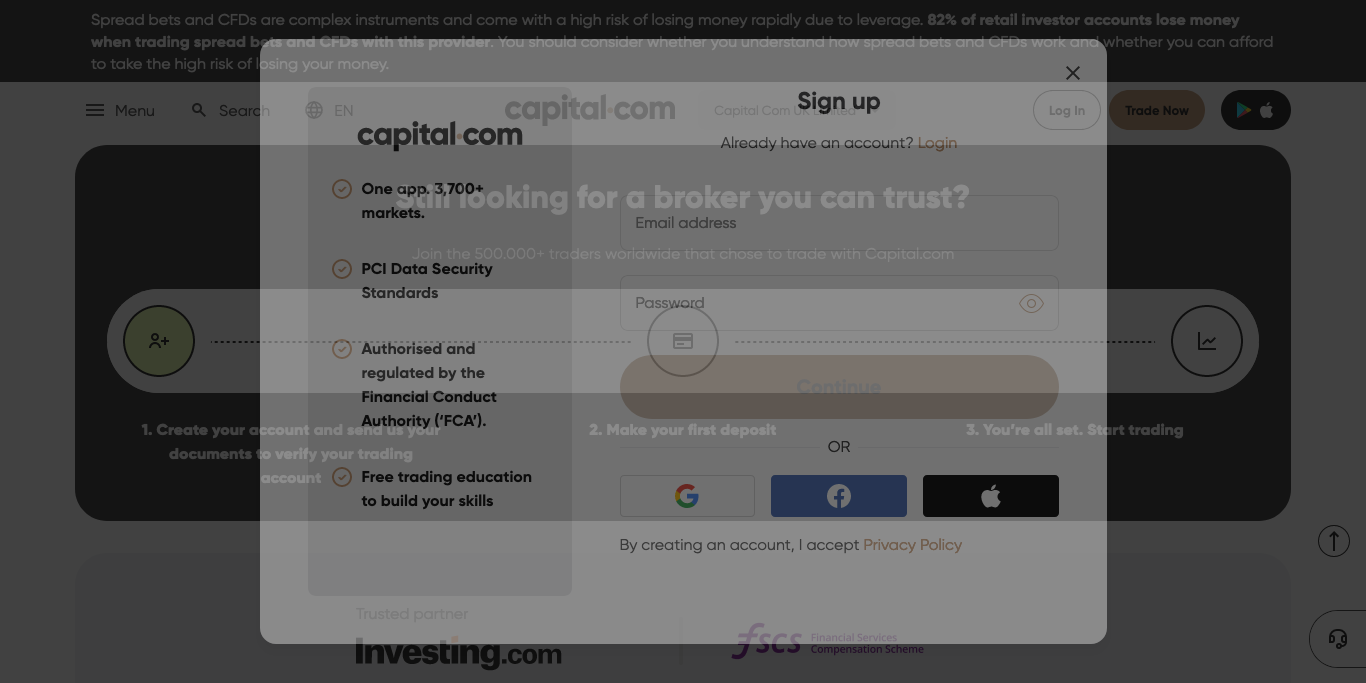 Spread bets and CFDs are complex instruments and come with a high risk of losing money rapidly due to leverage. 82% of retail investor accounts lose money
when trading spread bets and CFDs with this provider. You should consider whether you understand how spread bets and CFDs work and whether you can afford
to take the high risk of losing your money.
Menu
Search
EN
capital.com
Capital Com UK Limited
Log In
Trade Now
Still looking for a broker you can trust?
Join the 500.000+ traders worldwide that chose to trade with Capital.com
1. Create your account and send us your
documents to verify your trading
account
2. Make your first deposit
3. You're all set. Start trading
Trusted partner
Investing.com
fscs Financial Services
Compensation Scheme
capital.com
One app. 3,700+
markets.
PCI Data Security
Standards
Authorised and
regulated by the
Financial Conduct
Authority (‘FCA’).
Free trading education
to build your skills
Sign up
Already have an account? Login
Email address
Password
Continue
OR
By creating an account, I accept Privacy Policy